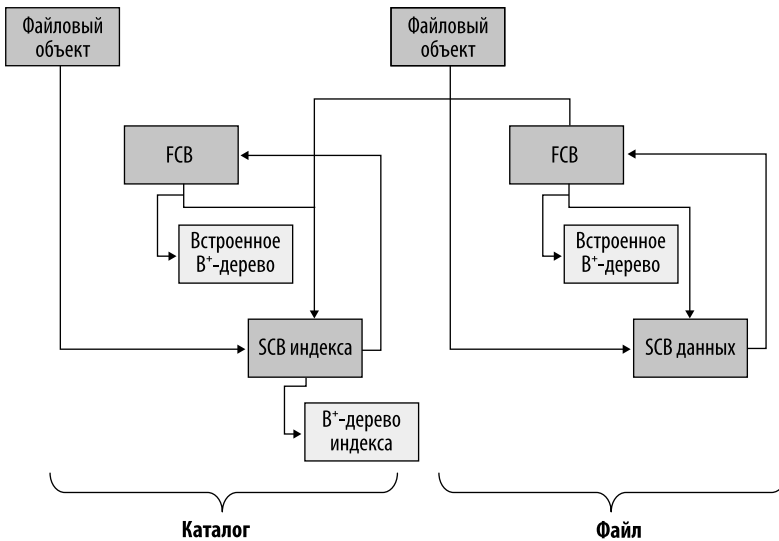 Файловый
объект
Файловый
объект
FCB
FCB
Встроенное
B⁺-дерево
Встроенное
B⁺-дерево
SCB индекса
SCB данных
B⁺-дерево
индекса
Каталог
Файл